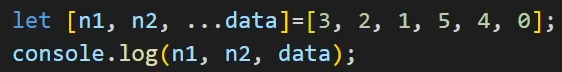 let [n1, n2, ...data]=[3, 2, 1, 5, 4, 0];
console.log(n1, n2, data);